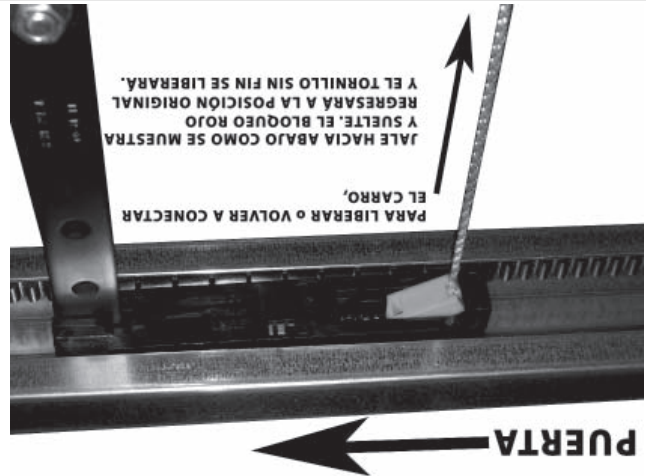 PUERTA
PARA LIBERAR o VOLVER A CONECTAR
EL CARRO,
JALE HACIA ABAJO COMO SE MUESTRA
Y SUELTE. EL BLOQUEO ROJO
REGRESARÁ A LA POSICIÓN ORIGINAL
Y EL TORNILLO SIN FIN SE LIBERARÁ.